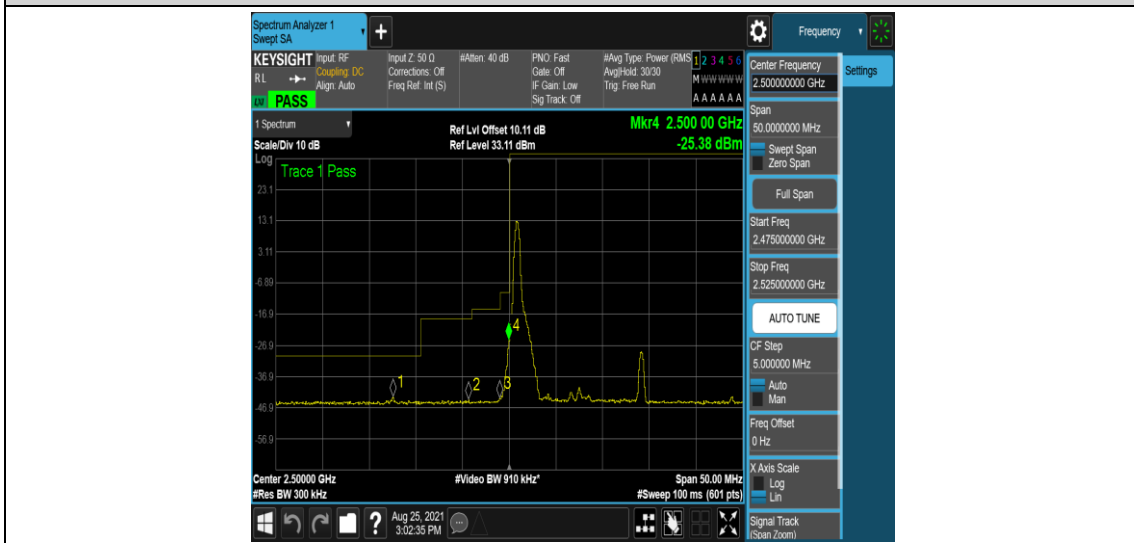 Spectrum Analyzer 1
Swept SA
+
Frequency
KEYSIGHT
RL
LXI
PASS
Input: RF
Coupling: DC
Align: Auto
Input Z: 50 Ω
Corrections: Off
Freq Ref: Int (S)
#Atten: 40 dB
PNO: Fast
Gate: Off
IF Gain: Low
Sig Track: Off
#Avg Type: Power (RMS
Avg|Hold: 30/30
Trig: Free Run
1 2 3 4 5 6
M W W W W W
A A A A A A
1 Spectrum
Scale/Div 10 dB
Ref Lvl Offset 10.11 dB
Ref Level 33.11 dBm
Mkr4 2.500 00 GHz
-25.38 dBm
Log
Trace 1 Pass
23.1
13.1
3.11
-6.89
-16.9
-26.9
-36.9
-46.9
-56.9
1
2
3
4
Center 2.50000 GHz
#Res BW 300 kHz
#Video BW 910 kHz*
Span 50.00 MHz
#Sweep 100 ms (601 pts)
Center Frequency
2.500000000 GHz
Settings
Span
50.0000000 MHz
Swept Span
Zero Span
Full Span
Start Freq
2.475000000 GHz
Stop Freq
2.525000000 GHz
AUTO TUNE
CF Step
5.000000 MHz
Auto
Man
Freq Offset
0 Hz
X Axis Scale
Log
Lin
Signal Track
(Span Zoom)
?
Aug 25, 2021
3:02:35 PM